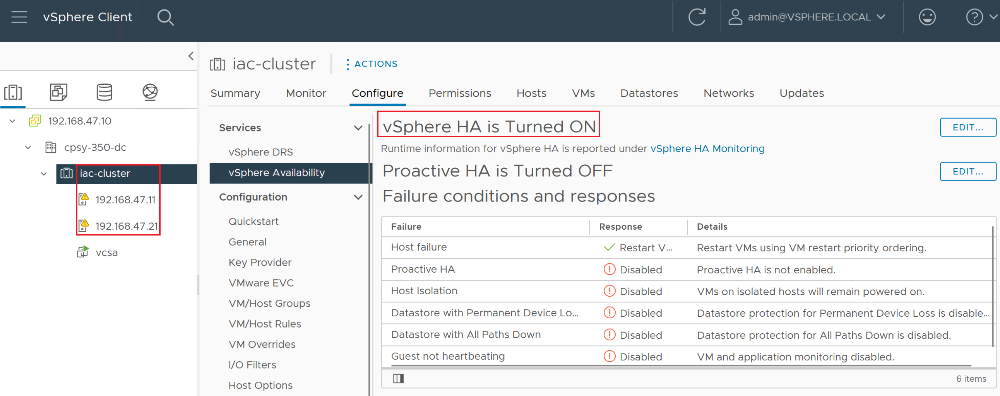 vSphere Client
admin@VSPHERE.LOCAL
192.168.47.10
cpsy-350-dc
iac-cluster
192.168.47.11
192.168.47.21
vcsa
iac-cluster
ACTIONS
Summary Monitor Configure Permissions Hosts VMs Datastores Networks Updates
Services
vSphere DRS
vSphere Availability
Configuration
Quickstart
General
Key Provider
VMware EVC
VM/Host Groups
VM/Host Rules
VM Overrides
I/O Filters
Host Options
vSphere HA is Turned ON
EDIT...
Runtime information for vSphere HA is reported under vSphere HA Monitoring
Proactive HA is Turned OFF
EDIT...
Failure conditions and responses
Failure Response Details
Host failure Restart V... Restart VMs using VM restart priority ordering.
Proactive HA Disabled Proactive HA is not enabled.
Host Isolation Disabled VMs on isolated hosts will remain powered on.
Datastore with Permanent Device Lo... Disabled Datastore protection for Permanent Device Loss is disable...
Datastore with All Paths Down Disabled Datastore protection for All Paths Down is disabled.
Guest not heartbeating Disabled VM and application monitoring disabled.
6 items